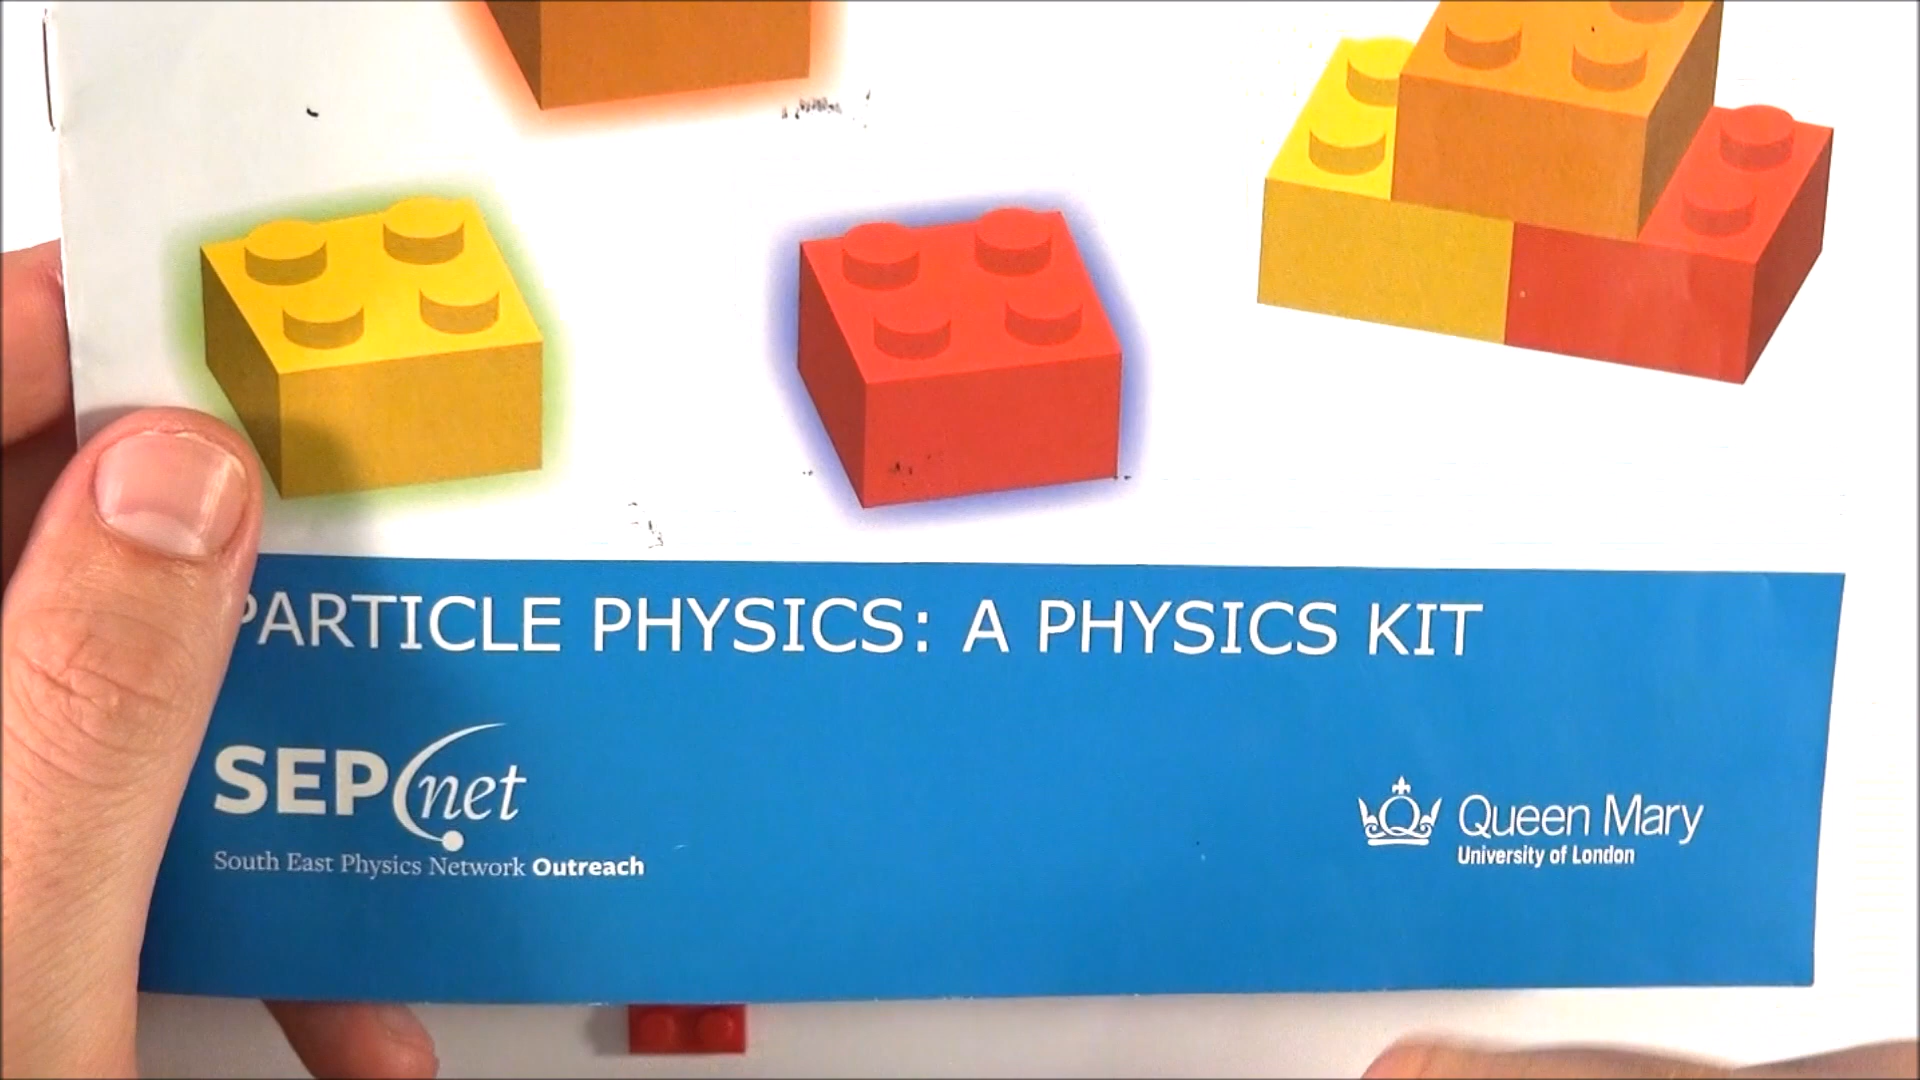 PARTICLE PHYSICS: A PHYSICS KIT
SEPnet
South East Physics Network Outreach
Queen Mary
University of London